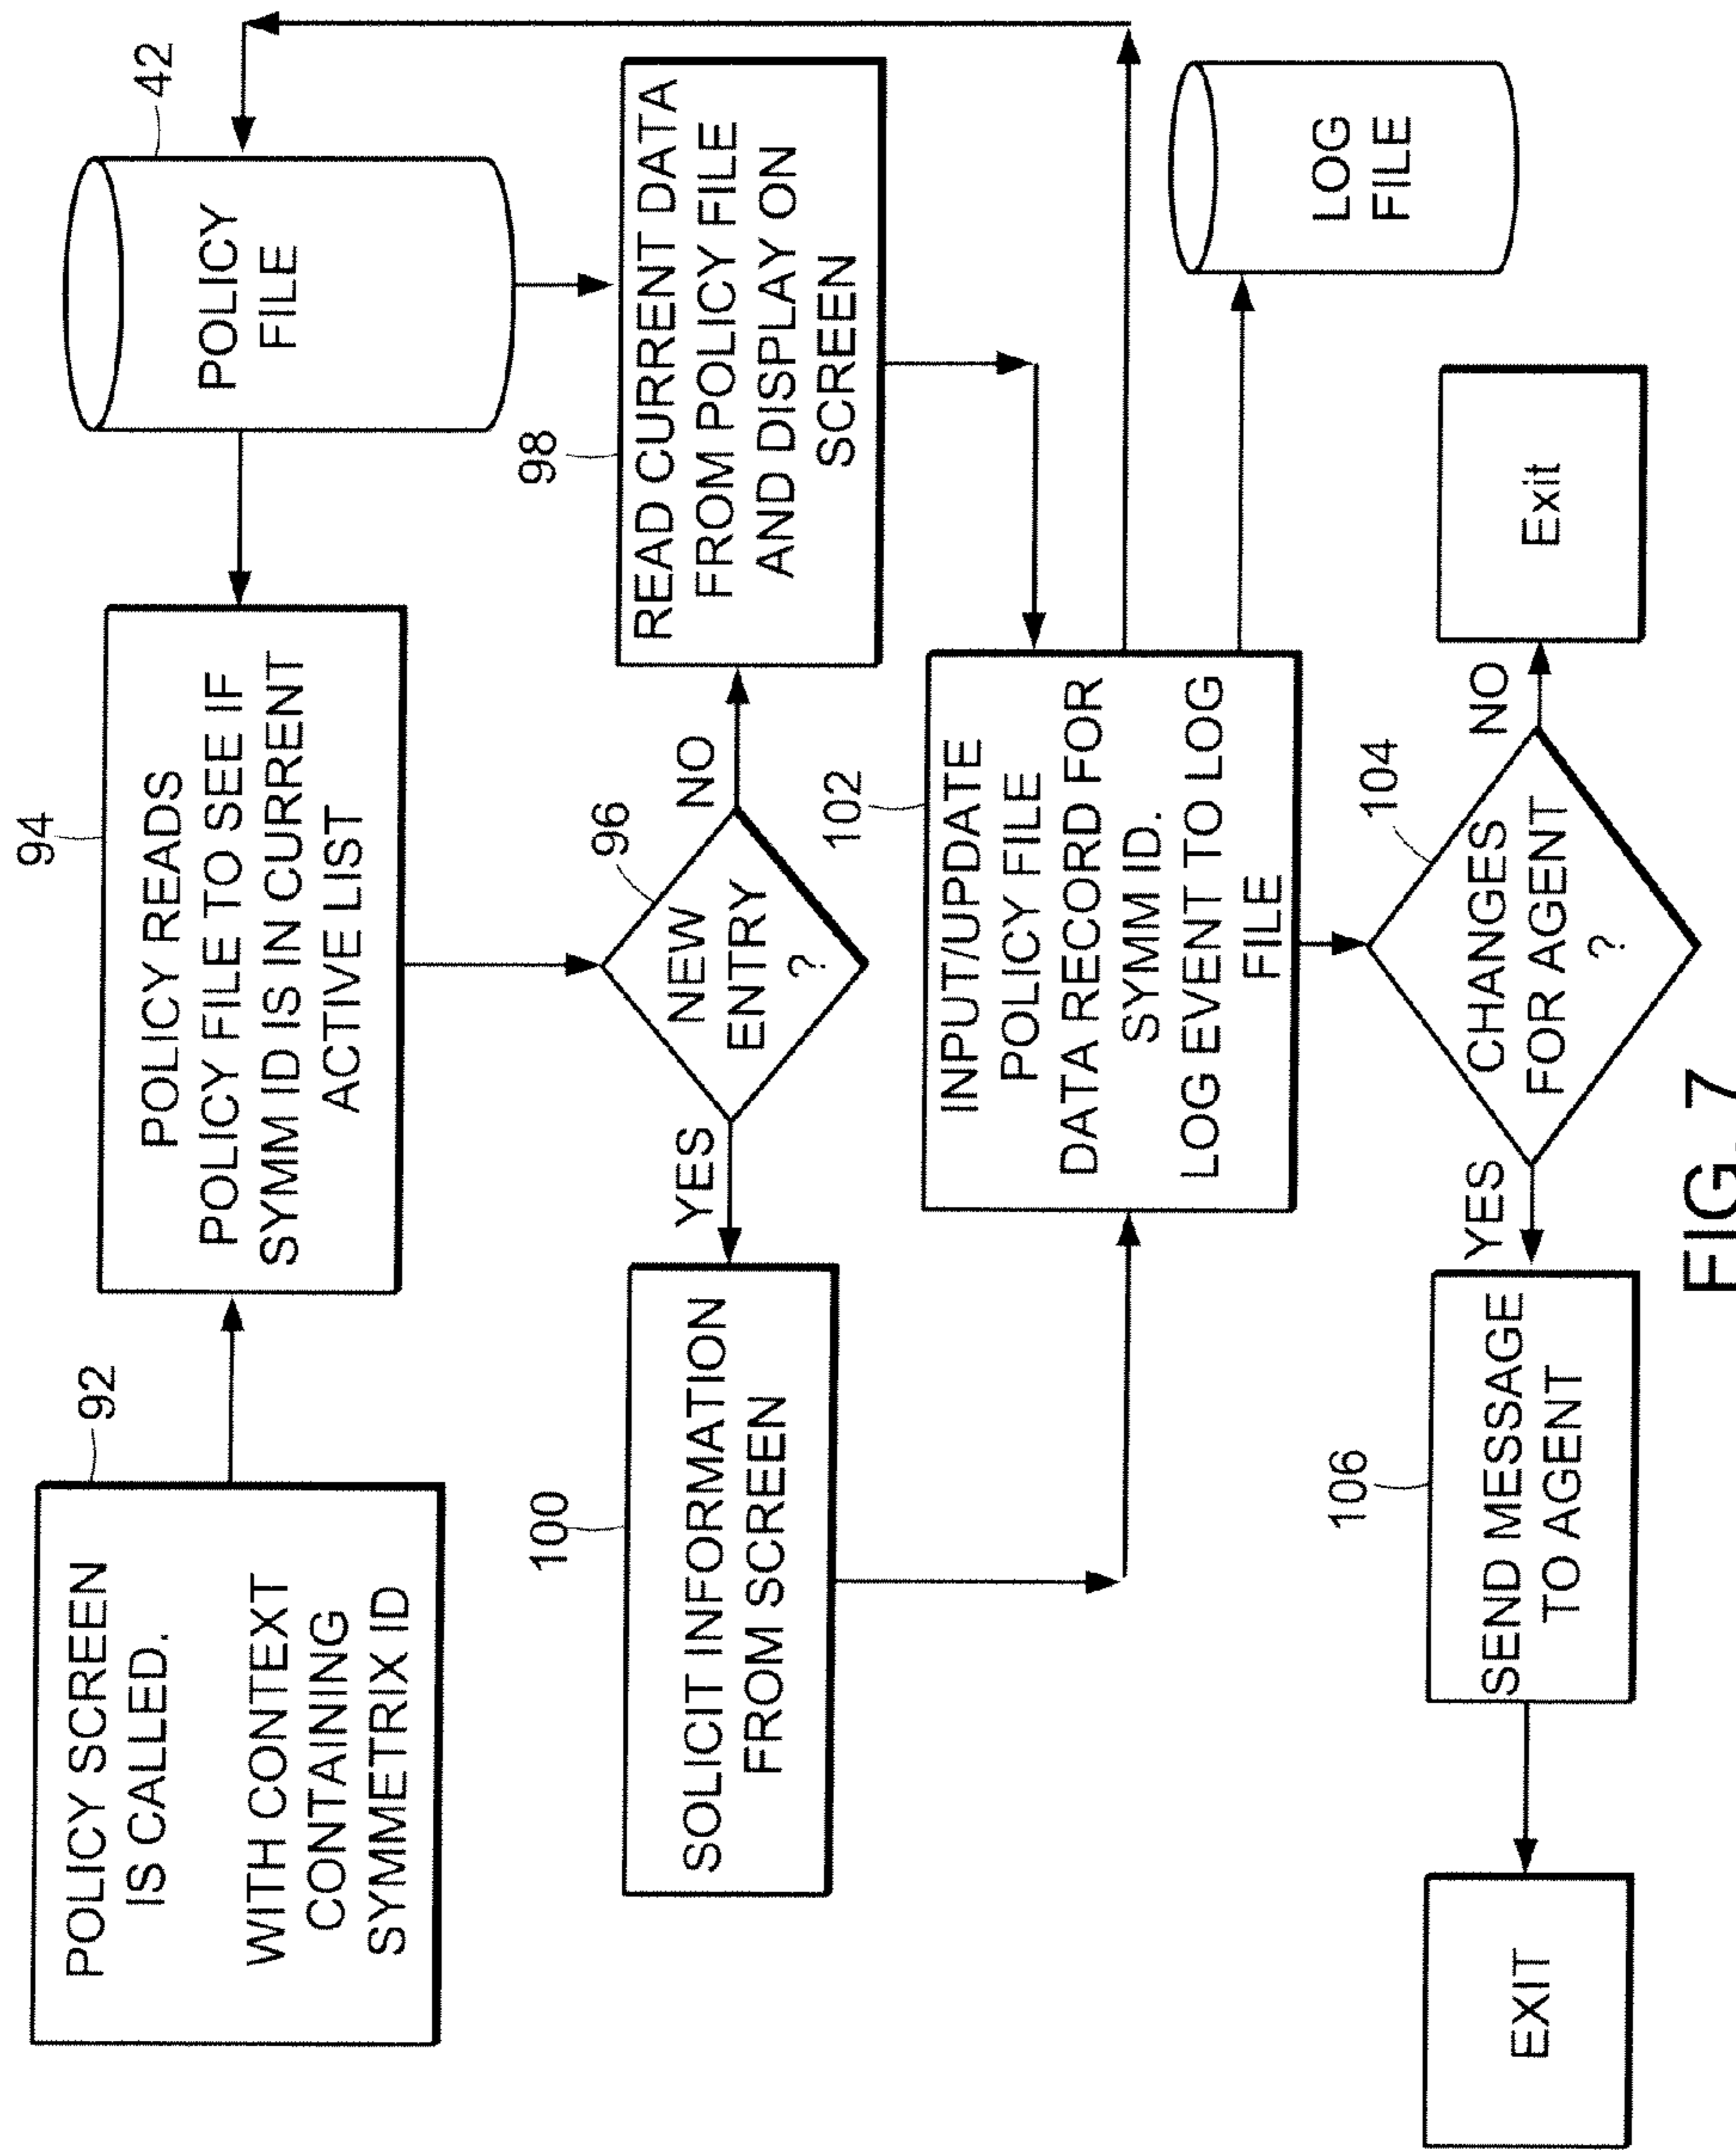 92
POLICY SCREEN
IS CALLED.
WITH CONTEXT
CONTAINING
SYMMETRIX ID
94
POLICY READS
POLICY FILE TO SEE IF
SYMM ID IS IN CURRENT
ACTIVE LIST
42
POLICY
FILE
96
NEW
ENTRY
?
YES
NO
100
SOLICIT INFORMATION
FROM SCREEN
98
READ CURRENT DATA
FROM POLICY FILE
AND DISPLAY ON
SCREEN
102
INPUT/UPDATE
POLICY FILE
DATA RECORD FOR
SYMM ID.
LOG EVENT TO LOG
FILE
LOG
FILE
104
CHANGES
FOR AGENT
?
YES
NO
106
SEND MESSAGE
TO AGENT
EXIT
Exit
FIG. 7